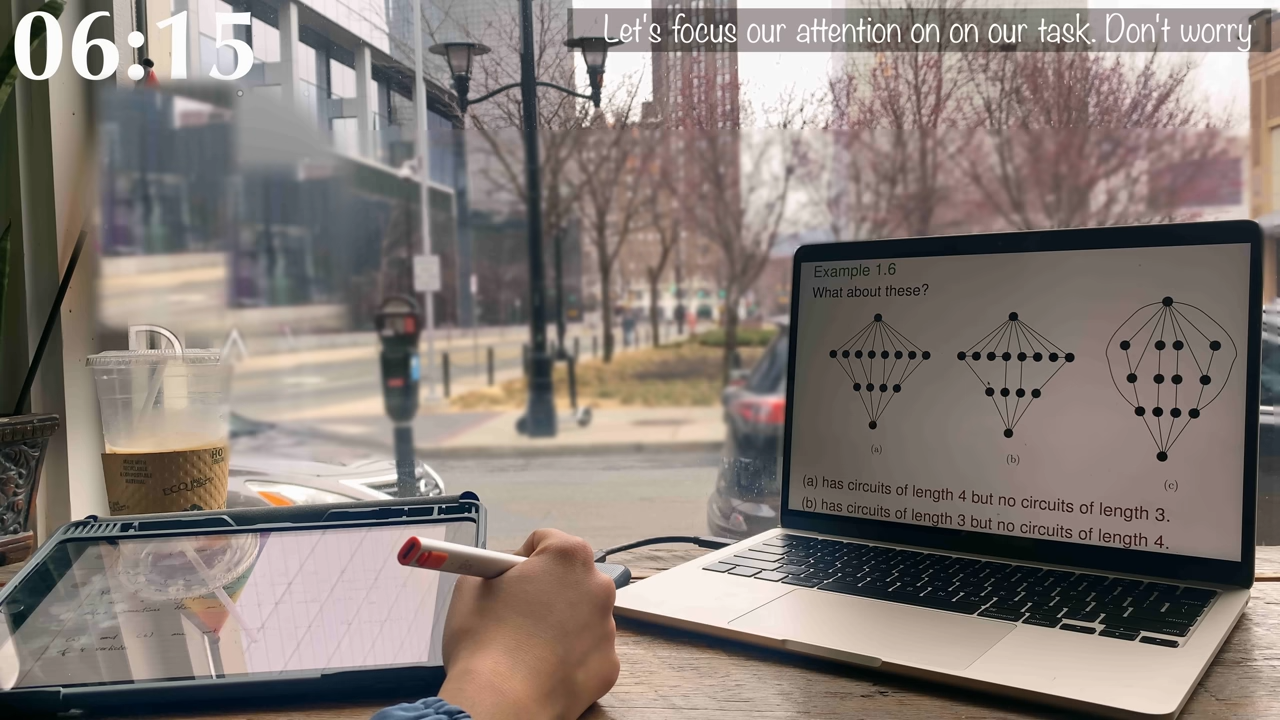 06:15
Let's focus our attention on on our task. Don't worry
Example 1.6
What about these?
(a)
(b)
(c)
(a) has circuits of length 4 but no circuits of length 3.
(b) has circuits of length 3 but no circuits of length 4.